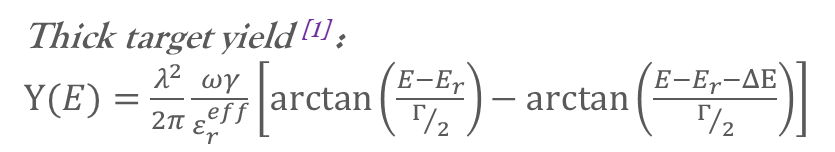 Thick target yield [1]:
Y(E) = λ²/2π ωγ/ε_r^eff [arctan((E−E_r)/(Γ/2)) − arctan((E−E_r−ΔE)/(Γ/2))]